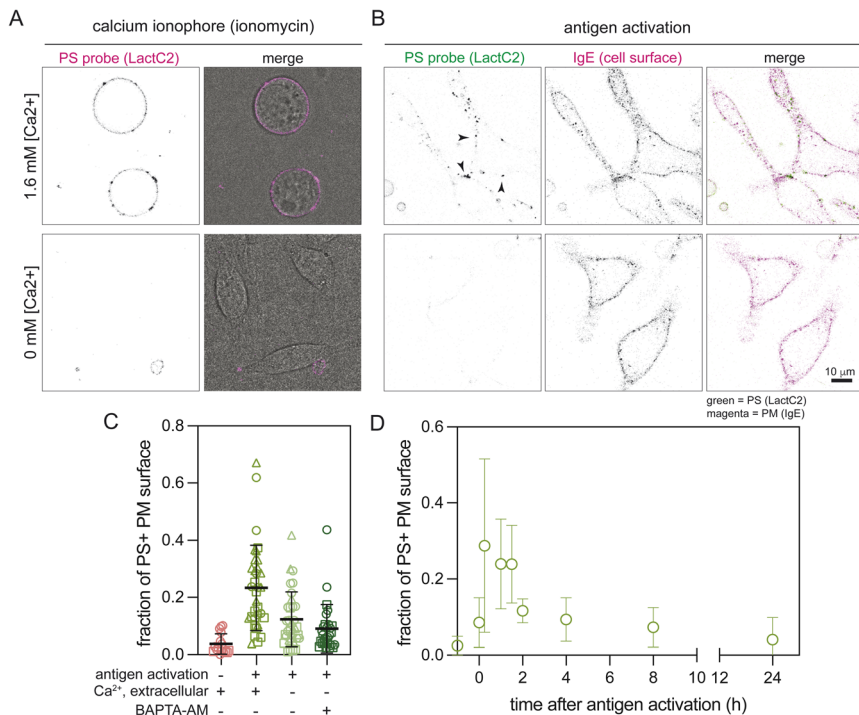 A
calcium ionophore (ionomycin)
PS probe (LactC2)
merge
1.6 mM [Ca2+]
0 mM [Ca2+]
B
antigen activation
PS probe (LactC2)
IgE (cell surface)
merge
10 μm
green = PS (LactC2)
magenta = PM (IgE)
C
fraction of PS+ PM surface
0.8
0.6
0.4
0.2
0.0
antigen activation - + + +
Ca²⁺, extracellular + + - -
BAPTA-AM - - - +
D
fraction of PS+ PM surface
0.6
0.4
0.2
0.0
0 2 4 6 8 10 12 24
time after antigen activation (h)